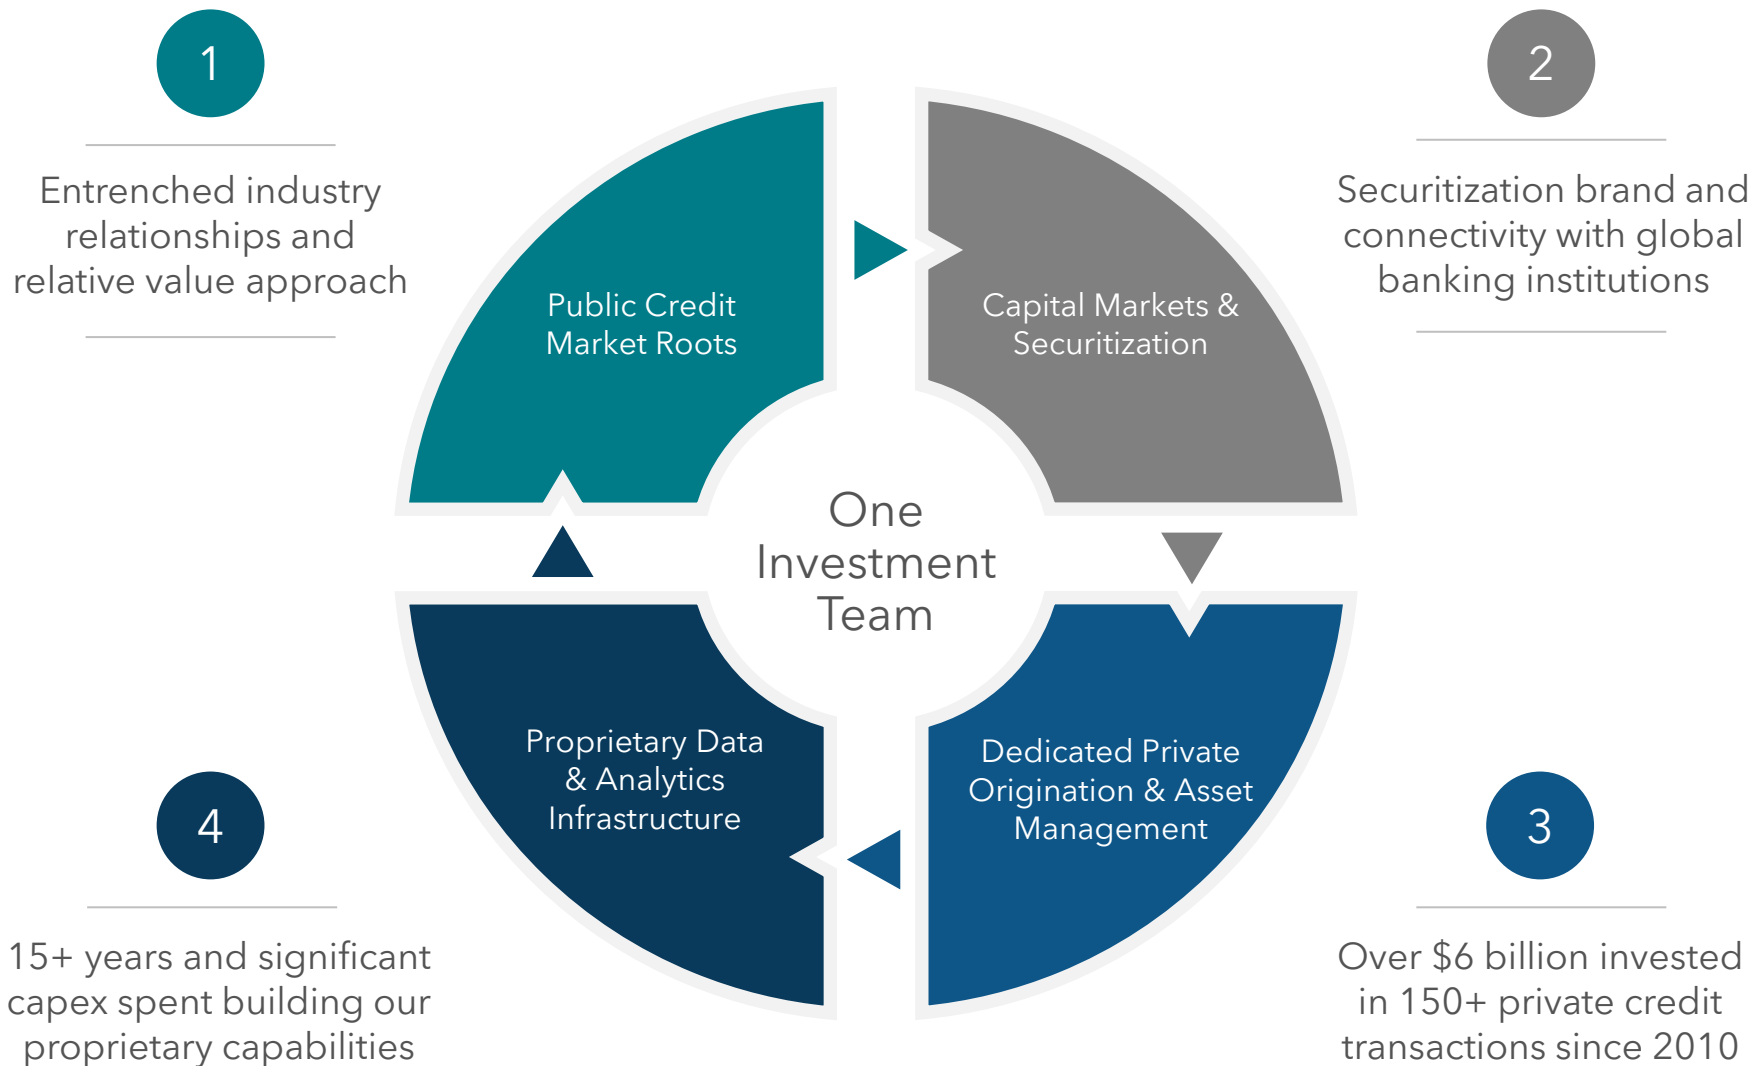 1
Entrenched industry
relationships and
relative value approach
2
Securitization brand and
connectivity with global
banking institutions
Public Credit
Market Roots
Capital Markets &
Securitization
One
Investment
Team
Proprietary Data
& Analytics
Infrastructure
Dedicated Private
Origination & Asset
Management
4
15+ years and significant
capex spent building our
proprietary capabilities
3
Over $6 billion invested
in 150+ private credit
transactions since 2010